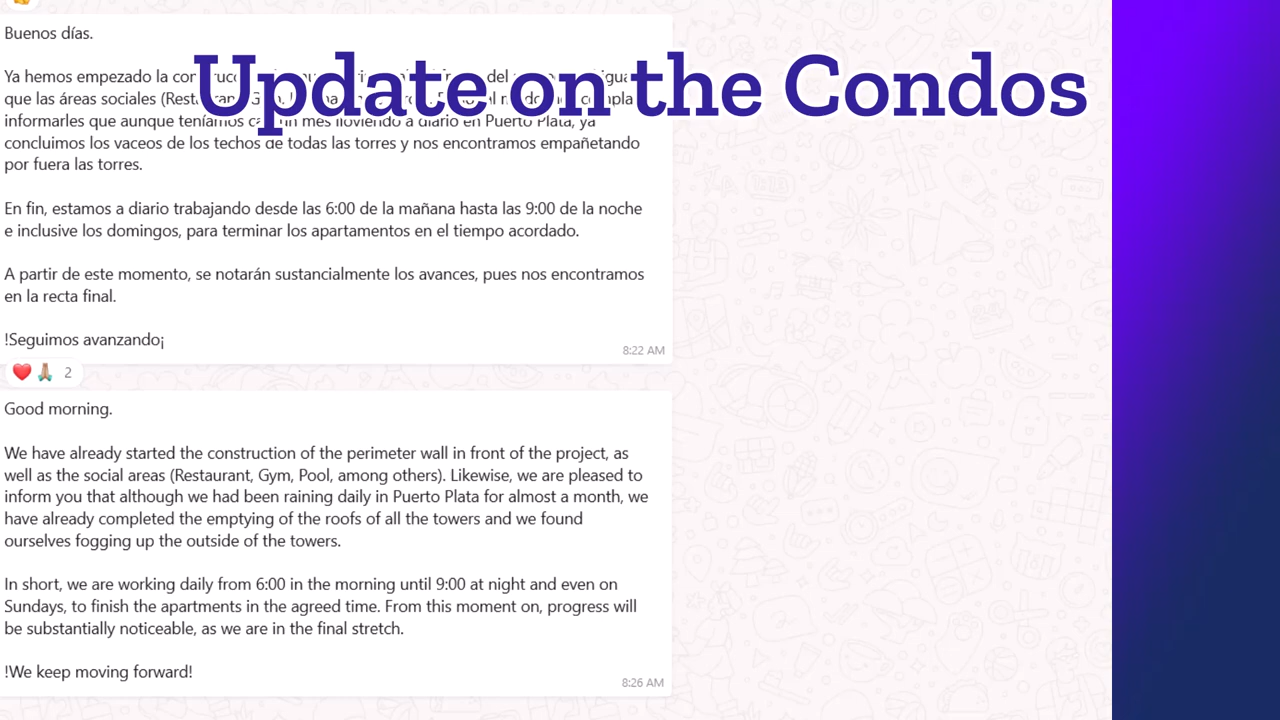 Update on the Condos
Buenos días.
Ya hemos empezado la del
que las áreas sociales
informarles que aunque teníamos mes lloviendo a diario en Puerto Plata, ya
concluimos los vaceos de los techos de todas las torres y nos encontramos empañetando
por fuera las torres.
En fin, estamos a diario trabajando desde las 6:00 de la mañana hasta las 9:00 de la noche
e inclusive los domingos, para terminar los apartamentos en el tiempo acordado.
A partir de este momento, se notarán sustancialmente los avances, pues nos encontramos
en la recta final.
!Seguimos avanzando¡
8:22 AM
2
Good morning.
We have already started the construction of the perimeter wall in front of the project, as
well as the social areas (Restaurant, Gym, Pool, among others). Likewise, we are pleased to
inform you that although we had been raining daily in Puerto Plata for almost a month, we
have already completed the emptying of the roofs of all the towers and we found
ourselves fogging up the outside of the towers.
In short, we are working daily from 6:00 in the morning until 9:00 at night and even on
Sundays, to finish the apartments in the agreed time. From this moment on, progress will
be substantially noticeable, as we are in the final stretch.
!We keep moving forward!
8:26 AM